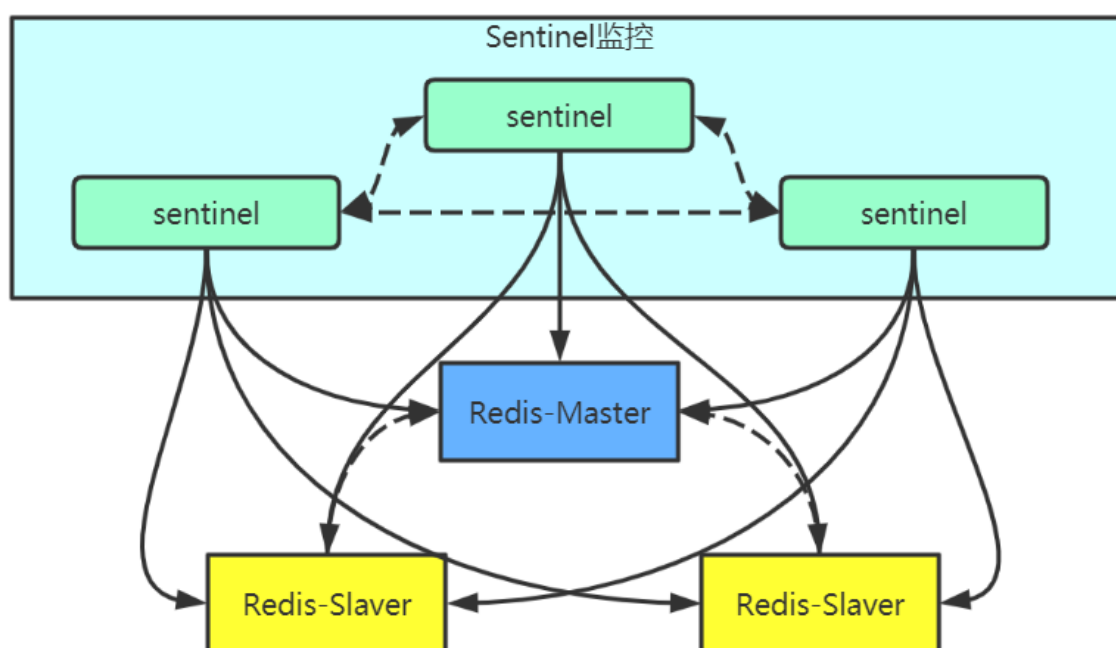 Sentinel监控
sentinel
sentinel
sentinel
Redis-Master
Redis-Slaver
Redis-Slaver